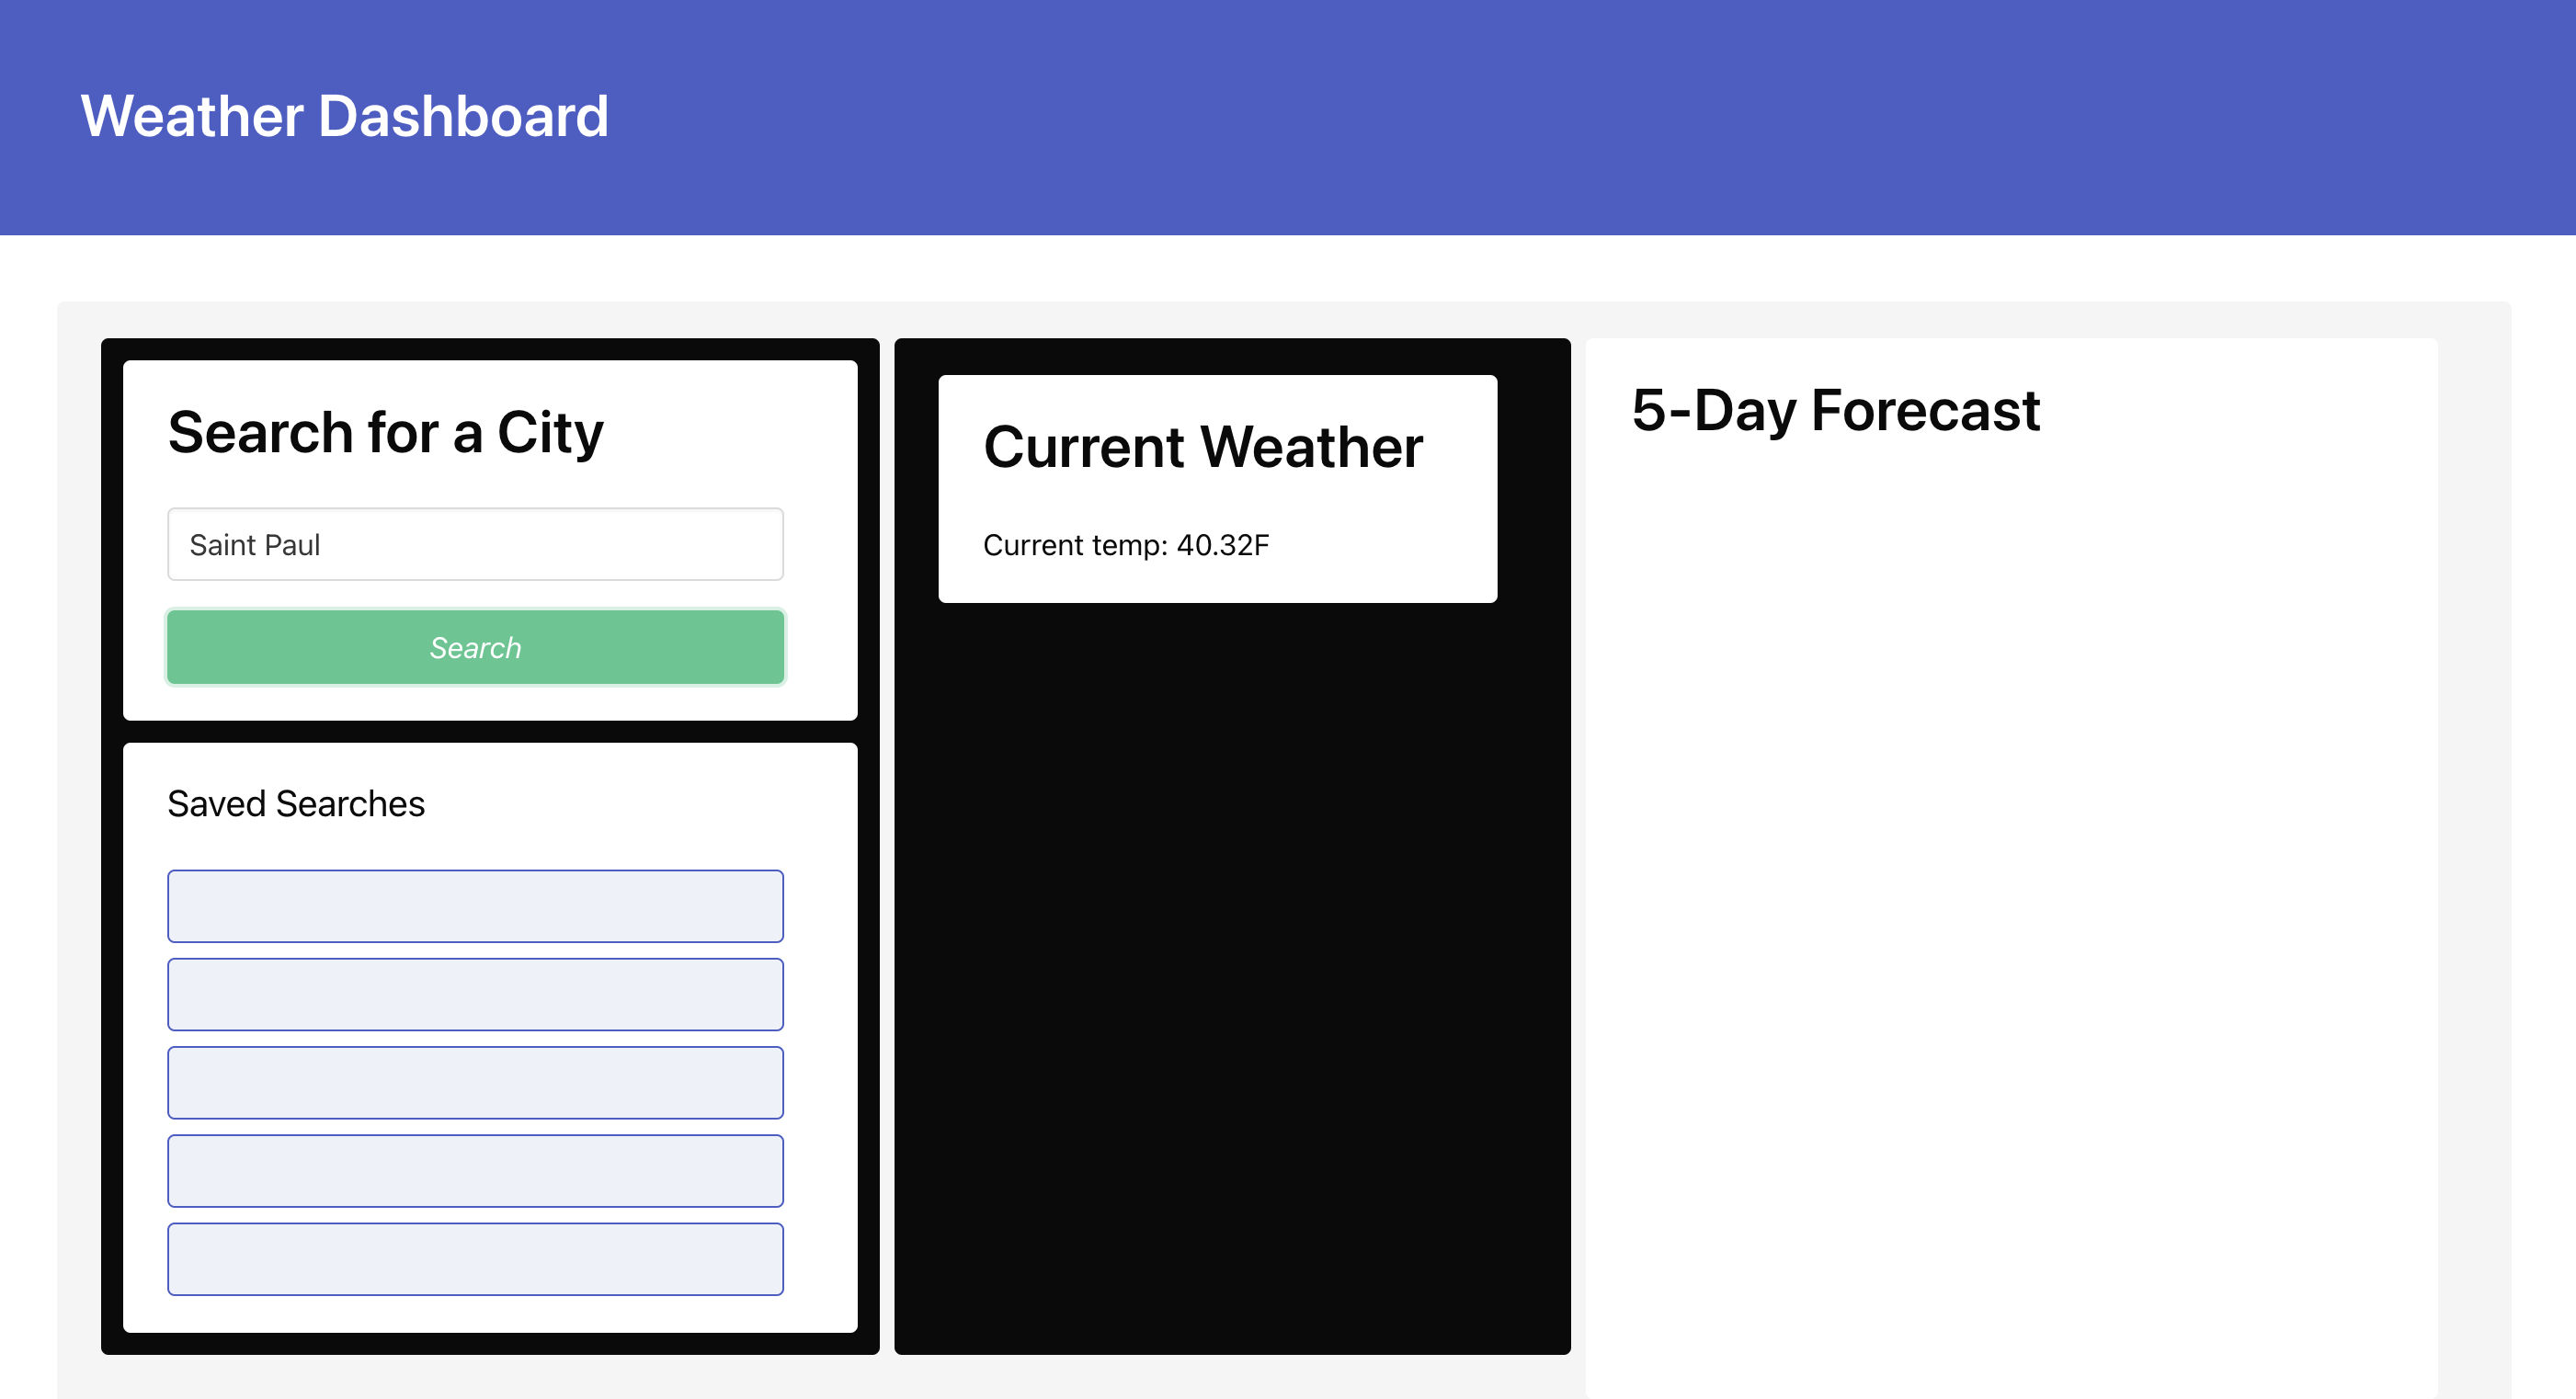 Weather Dashboard
Search for a City
Saint Paul
Search
Saved Searches
Current Weather
Current temp: 40.32F
5-Day Forecast